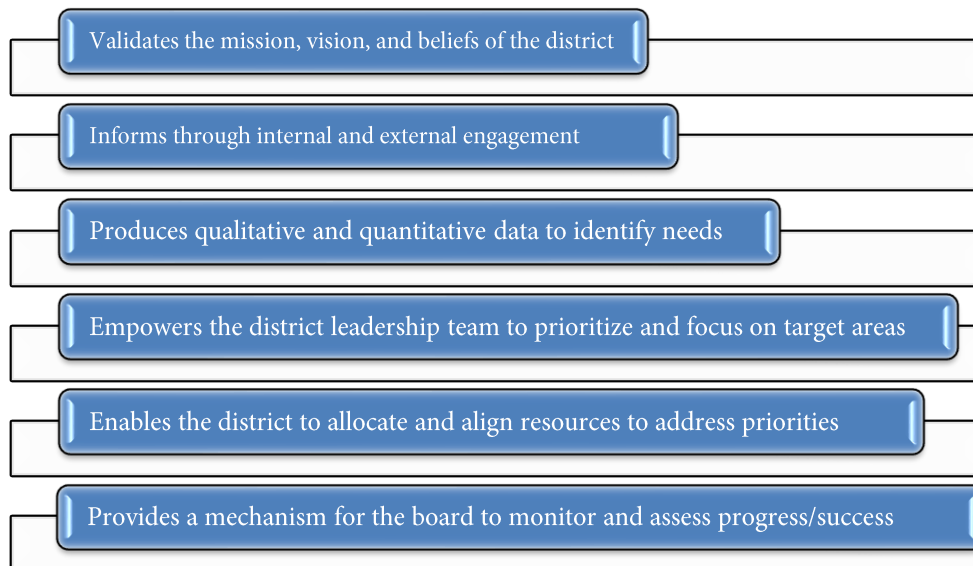 Validates the mission, vision, and beliefs of the district
Informs through internal and external engagement
Produces qualitative and quantitative data to identify needs
Empowers the district leadership team to prioritize and focus on target areas
Enables the district to allocate and align resources to address priorities
Provides a mechanism for the board to monitor and assess progress/success